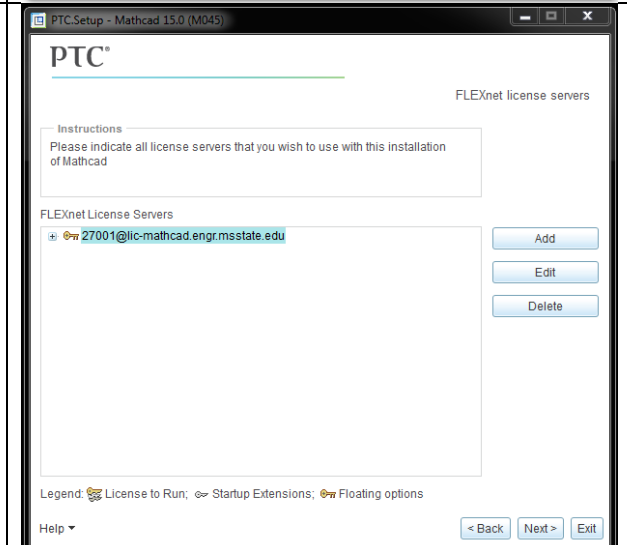 PTC.Setup - Mathcad 15.0 (M045)
PTC®
FLEXnet license servers
Instructions
Please indicate all license servers that you wish to use with this installation
of Mathcad
FLEXnet License Servers
27001@lic-mathcad.engr.msstate.edu
Add
Edit
Delete
Legend: License to Run; Startup Extensions; Floating options
Help
< Back Next > Exit